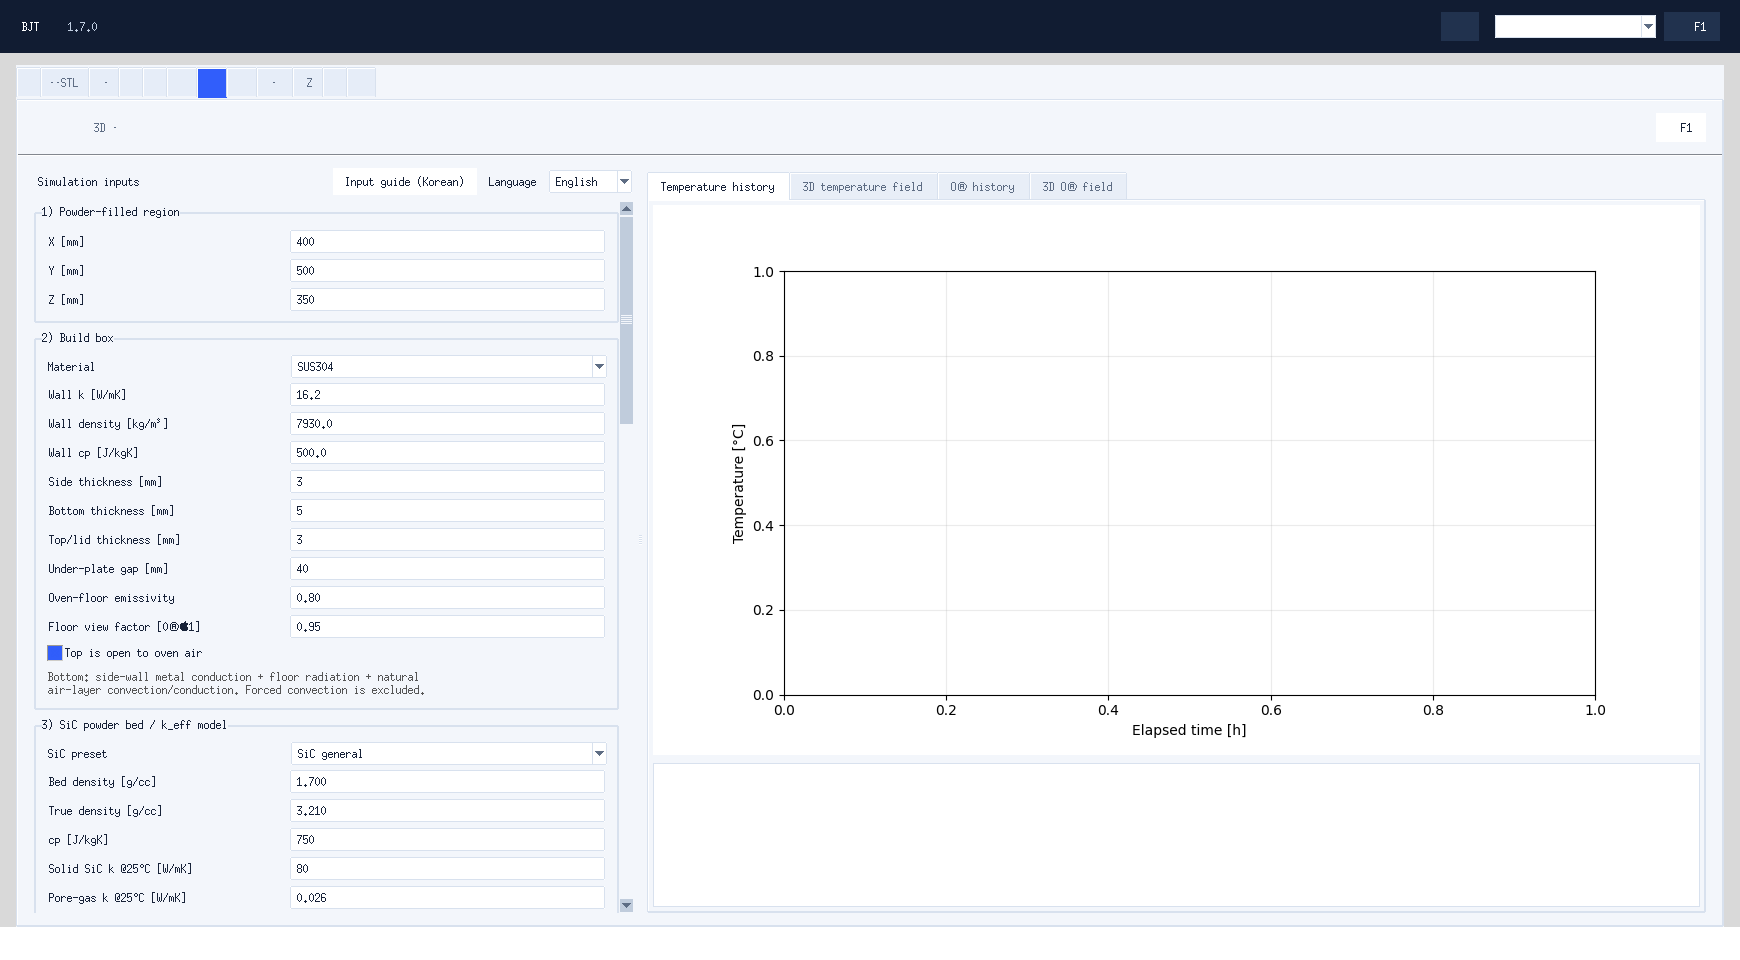 BJT 1.7.0 F1
--STL - - Z
3D - F1
Simulation inputs Input guide (Korean) Language English
Temperature history 3D temperature field O® history 3D O® field
1) Powder-filled region
X [mm] 400
Y [mm] 500
Z [mm] 350
2) Build box
Material SUS304
Wall k [W/mK] 16.2
Wall density [kg/m³] 7930.0
Wall cp [J/kgK] 500.0
Side thickness [mm] 3
Bottom thickness [mm] 5
Top/lid thickness [mm] 3
Under-plate gap [mm] 40
Oven-floor emissivity 0.80
Floor view factor [0®1] 0.95
Top is open to oven air
Bottom: side-wall metal conduction + floor radiation + natural
air-layer convection/conduction. Forced convection is excluded.
3) SiC powder bed / k_eff model
SiC preset SiC general
Bed density [g/cc] 1.700
True density [g/cc] 3.210
cp [J/kgK] 750
Solid SiC k @25°C [W/mK] 80
Pore-gas k @25°C [W/mK] 0.026
1.0
0.8
0.6
0.4
0.2
0.0
Temperature [°C]
0.0 0.2 0.4 0.6 0.8 1.0
Elapsed time [h]